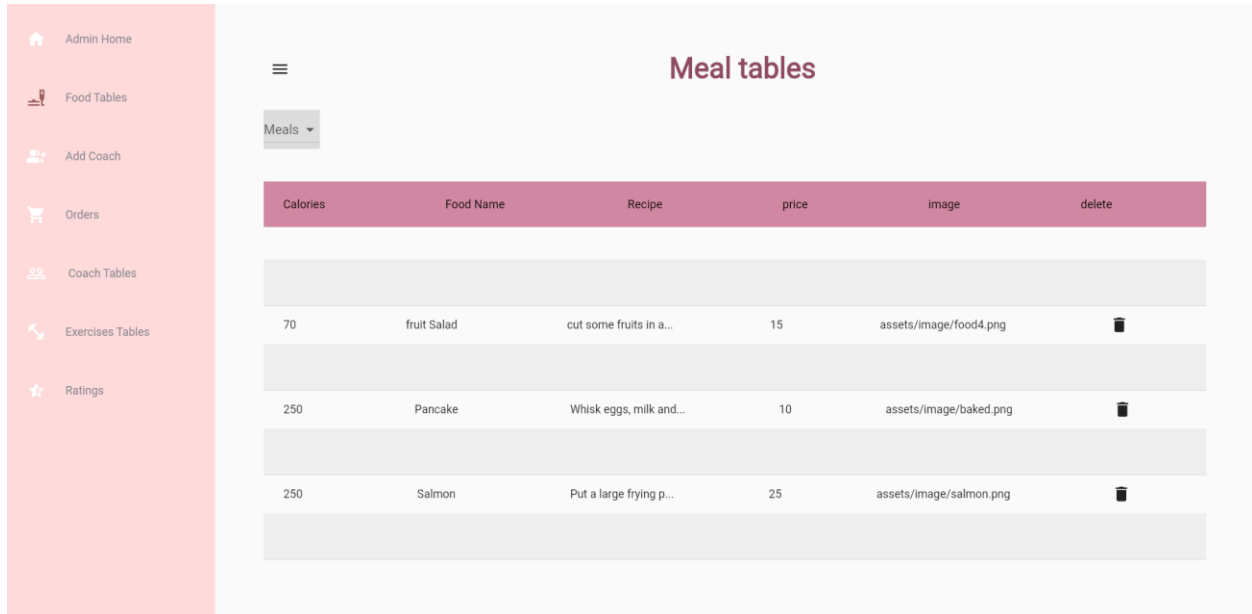 Admin Home
Food Tables
Add Coach
Orders
Coach Tables
Exercises Tables
Ratings
Meal tables
Meals
Calories Food Name Recipe price image delete
70 fruit Salad cut some fruits in a... 15 assets/image/food4.png
250 Pancake Whisk eggs, milk and... 10 assets/image/baked.png
250 Salmon Put a large frying p... 25 assets/image/salmon.png